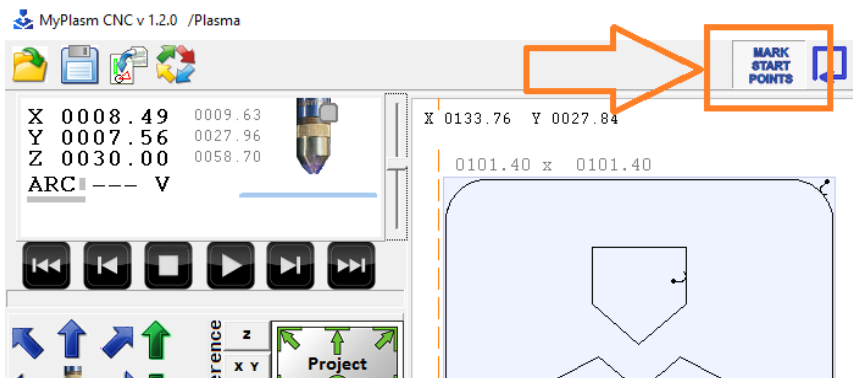 MyPlasm CNC v 1.2.0 /Plasma
MARK
START
POINTS
X 0008.49 0009.63
Y 0007.56 0027.96
Z 0030.00 0058.70
ARC --- V
X 0133.76 Y 0027.84
0101.40 x 0101.40
Z
X Y
Project